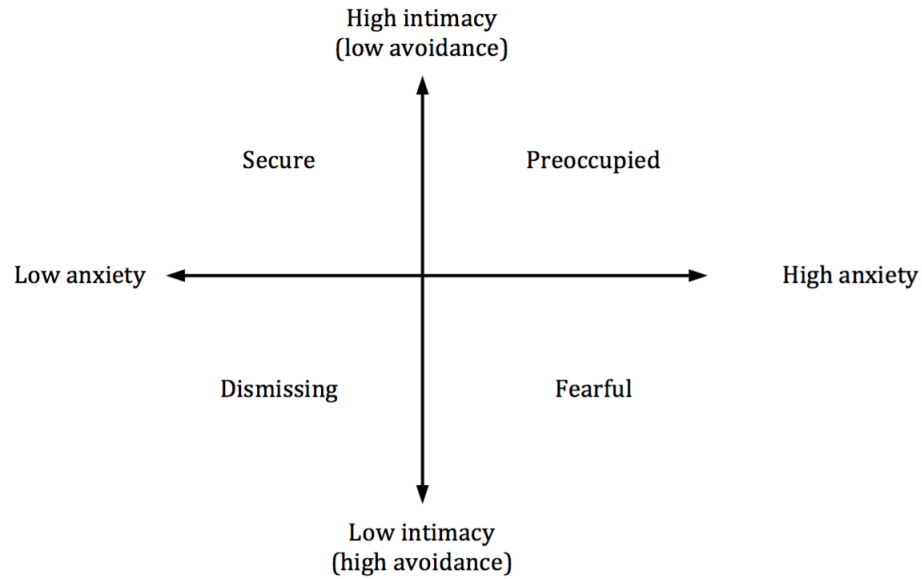 High intimacy
(low avoidance)
Secure
Preoccupied
Low anxiety
High anxiety
Dismissing
Fearful
Low intimacy
(high avoidance)